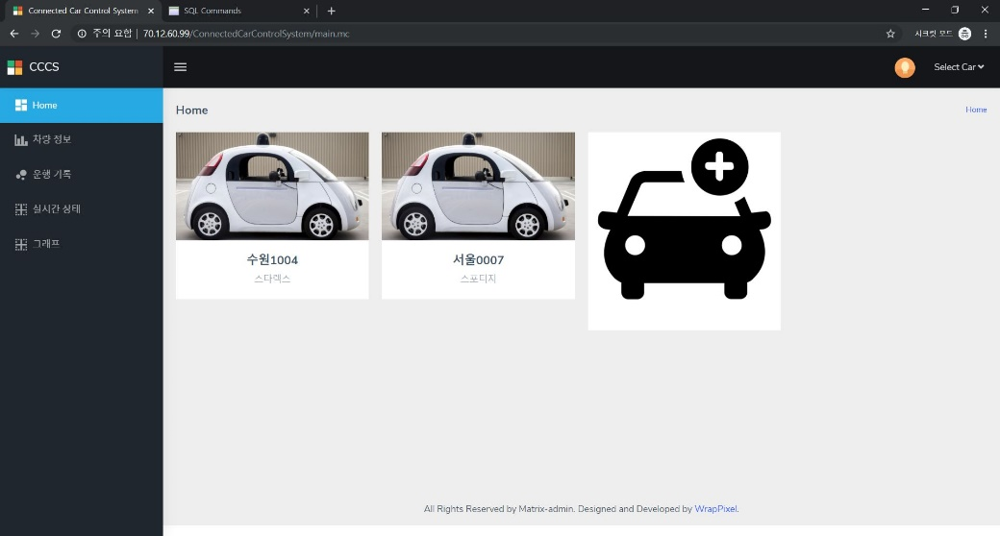 Connected Car Control System
SQL Commands
주의 요함 | 70.12.60.99/ConnectedCarControlSystem/main.mc
시크릿 모드
CCCS
Select Car
Home
차량 정보
운행 기록
실시간 상태
그래프
Home
Home
수원1004
스타렉스
서울0007
스포티지
All Rights Reserved by Matrix-admin. Designed and Developed by WrapPixel.